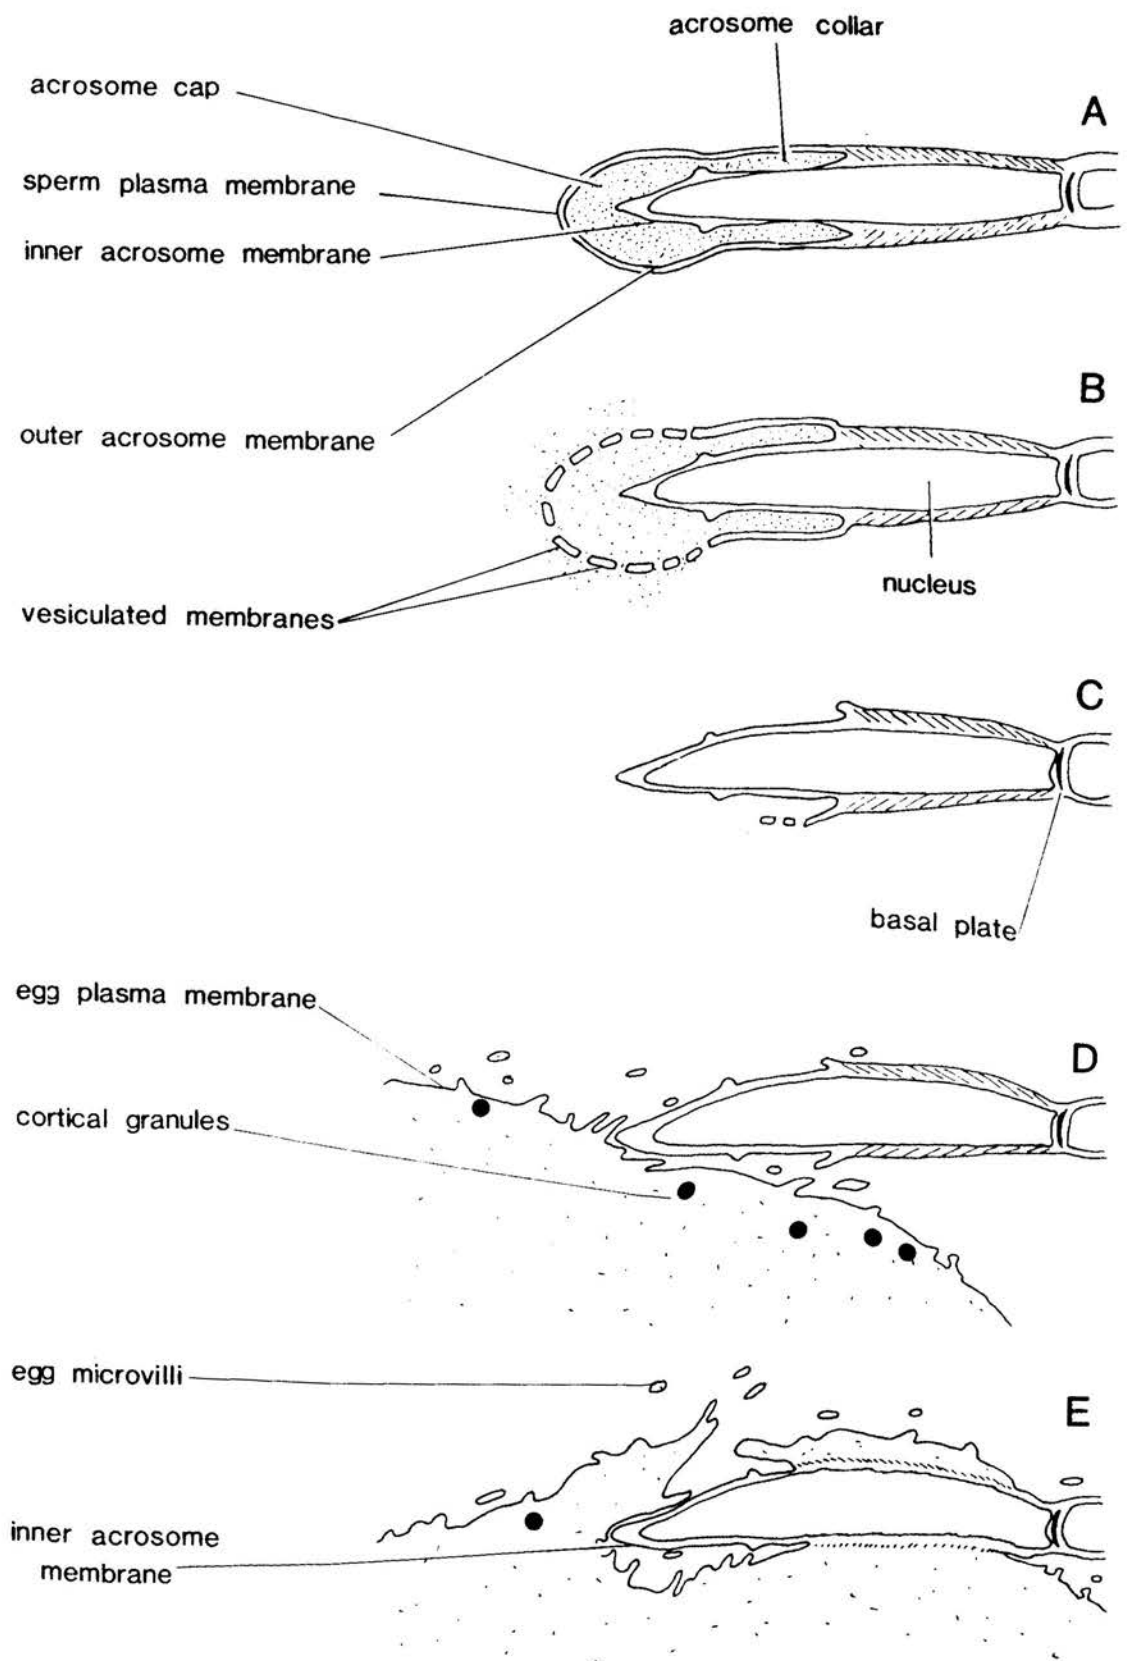 acrosome collar
acrosome cap
A
sperm plasma membrane
inner acrosome membrane
B
outer acrosome membrane
nucleus
vesiculated membranes
C
basal plate
egg plasma membrane
D
cortical granules
egg microvilli
E
inner acrosome
membrane